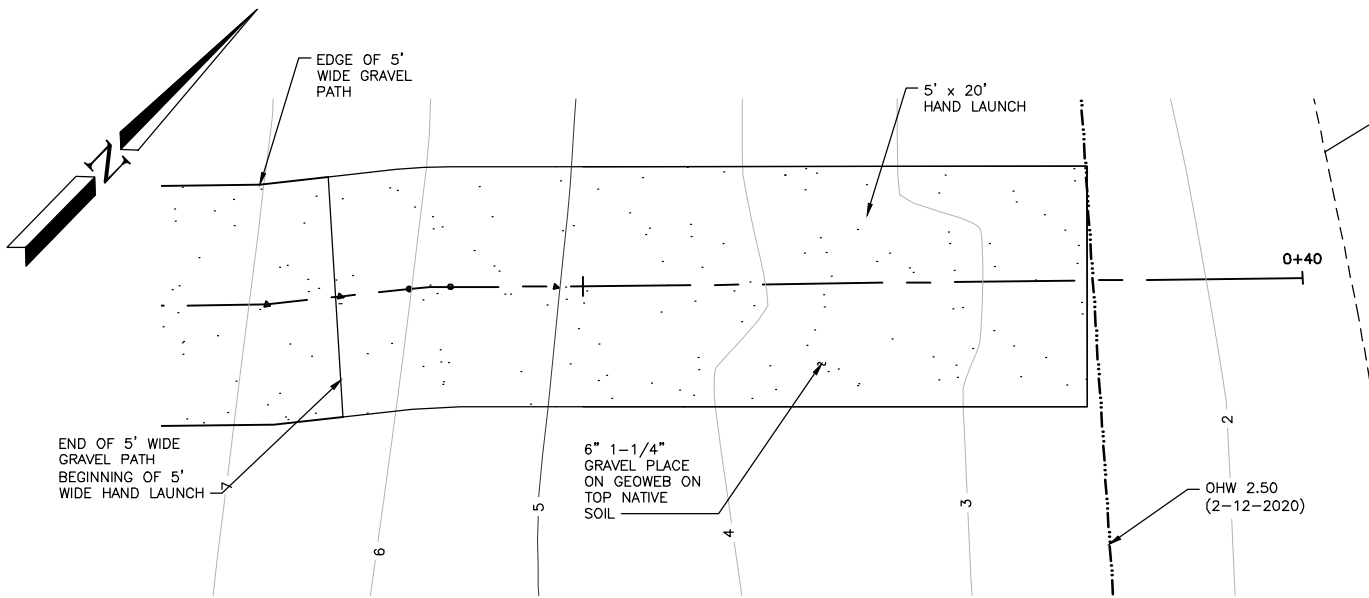 EDGE OF 5'
WIDE GRAVEL
PATH
5' x 20'
HAND LAUNCH
N
0+40
END OF 5' WIDE
GRAVEL PATH
BEGINNING OF 5'
WIDE HAND LAUNCH
6" 1-1/4"
GRAVEL PLACE
ON GEOWEB ON
TOP NATIVE
SOIL
OHW 2.50
(2-12-2020)
7
6
5
4
3
2